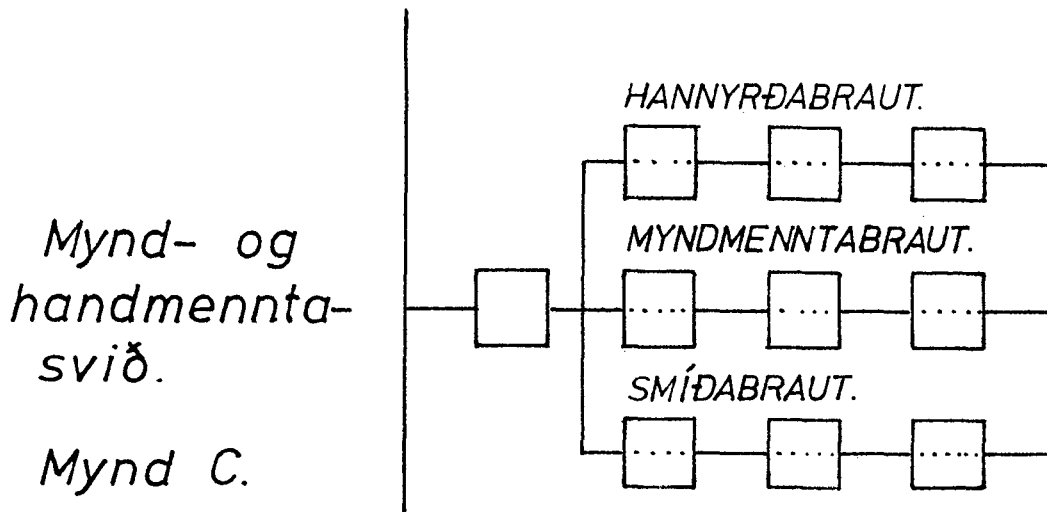 HANNYRÐABRAUT.
MYNDMENNTABRAUT.
SMÍÐABRAUT.
Mynd- og
handmennta-
svið.
Mynd C.